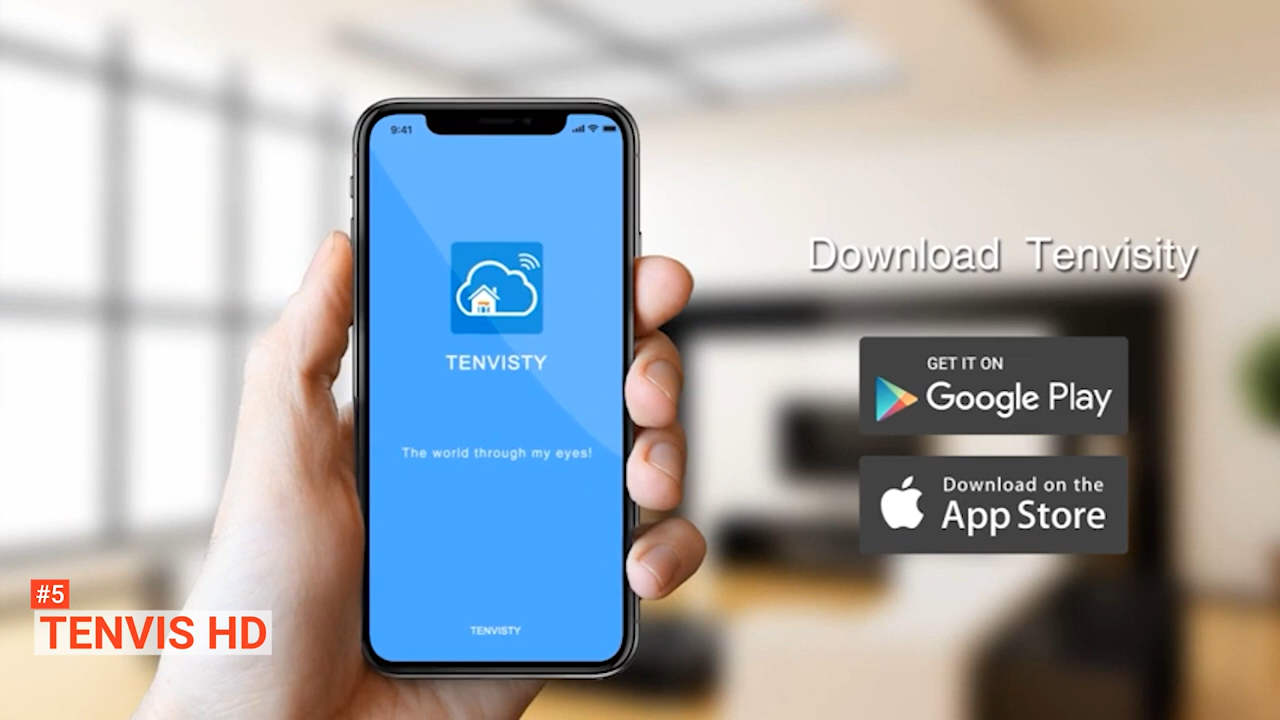 9:41
TENVISTY
The world through my eyes!
TENVISTY
Download Tenvisity
GET IT ON
Google Play
Download on the
App Store
#5
TENVIS HD